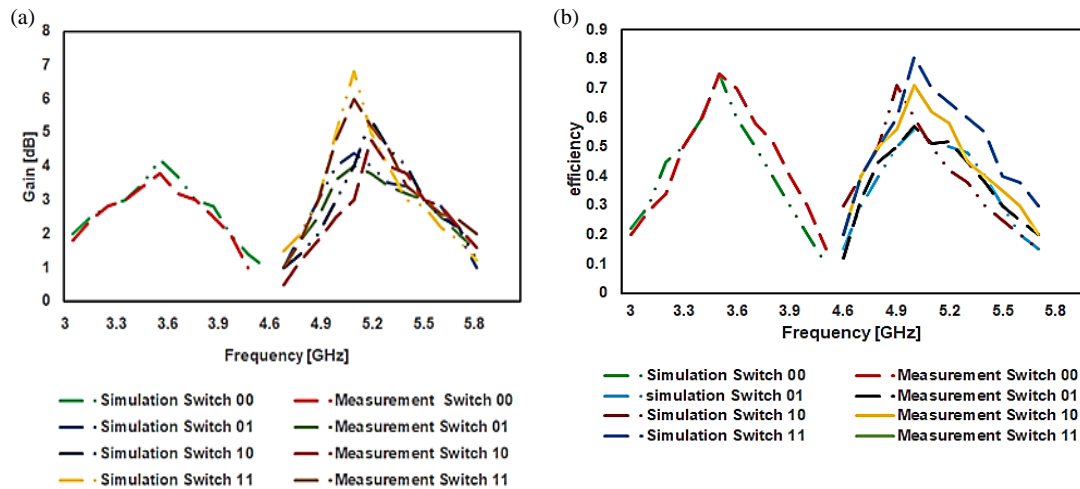 (a)
8
7
6
5
4
3
2
1
0
Gain [dB]
3 3.3 3.6 3.9 4.6 4.9 5.2 5.5 5.8
Frequency [GHz]
Simulation Switch 00
Measurement Switch 00
Simulation Switch 01
Measurement Switch 01
Simulation Switch 10
Measurement Switch 10
Simulation Switch 11
Measurement Switch 11
(b)
0.9
0.8
0.7
0.6
0.5
0.4
0.3
0.2
0.1
0
efficiency
3 3.3 3.6 3.9 4.6 4.9 5.2 5.5 5.8
Frequency [GHz]
Simulation Switch 00
Measurement Switch 00
simulation Switch 01
Measurement Switch 01
Simulation Switch 10
Measurement Switch 10
Simulation Switch 11
Measurement Switch 11